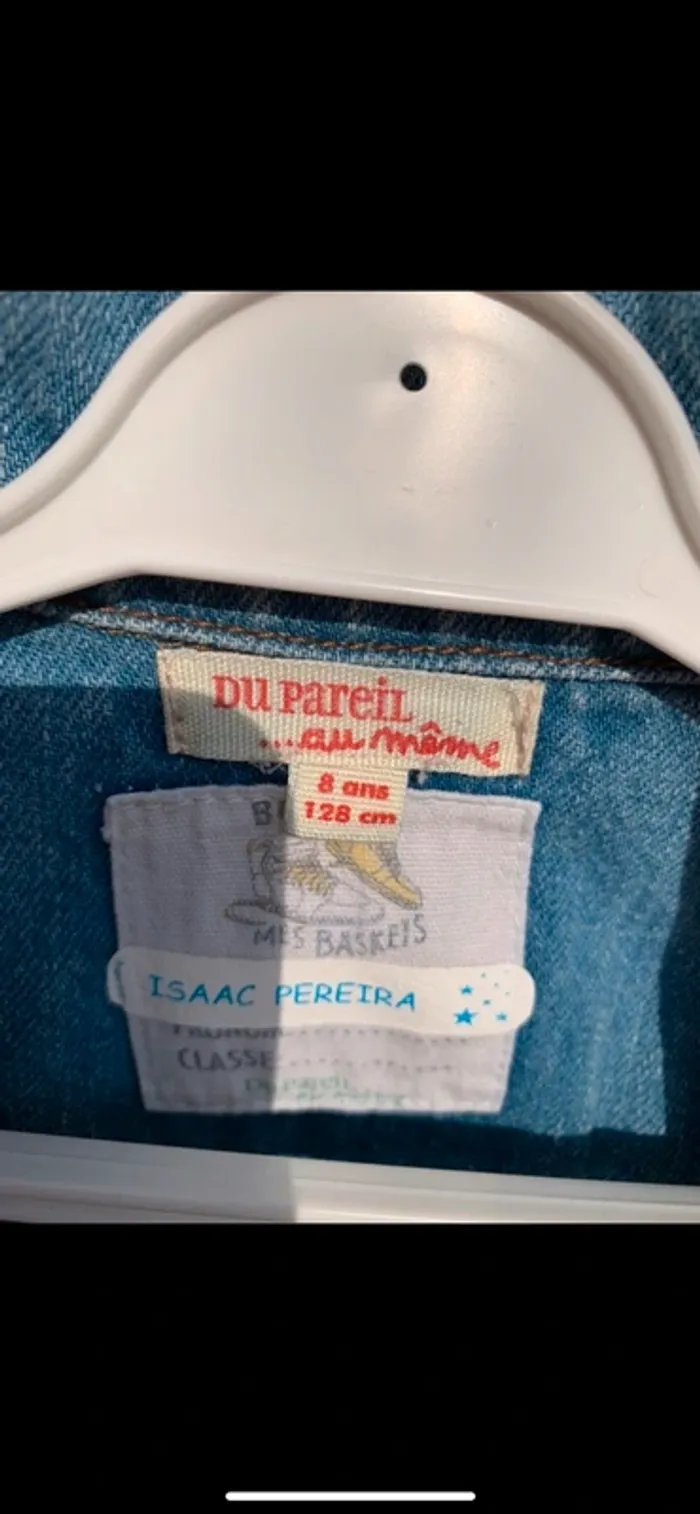 DU PAREIL
...au même
8 ans
128 cm
MES BASKETS
ISAAC PEREIRA
CLASSE